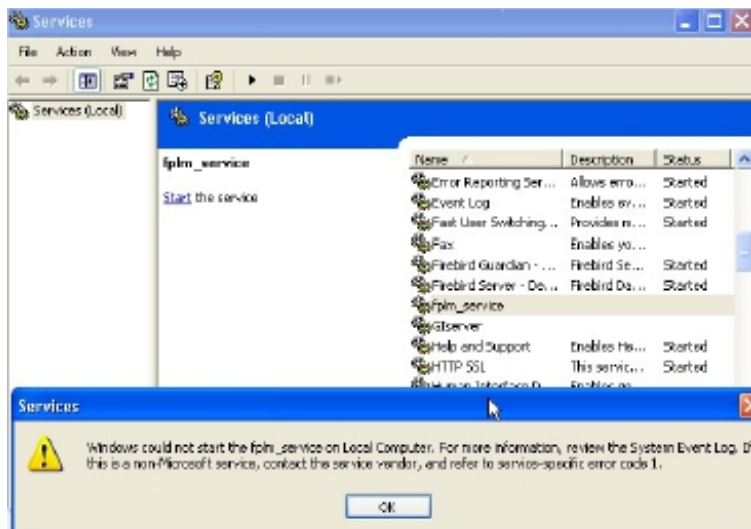 Services
File Action View Help
Services (Local)
Services (Local)
fplm_service
Start the service
Name Description Status
Error Reporting Ser... Allows erro... Started
Event Log Enables ev... Started
Fast User Switching... Provides m... Started
Fax Enables yo...
Firebird Guardian - ... Firebird Se... Started
Firebird Server - De... Firebird Da... Started
fplm_service
GIserver
Help and Support Enables He... Started
HTTP SSL This servic... Started
Human Interface D... Enables ge...
Services
Windows could not start the fplm_service on Local Computer. For more information, review the System Event Log. If
this is a non-Microsoft service, contact the service vendor, and refer to service-specific error code 1.
OK